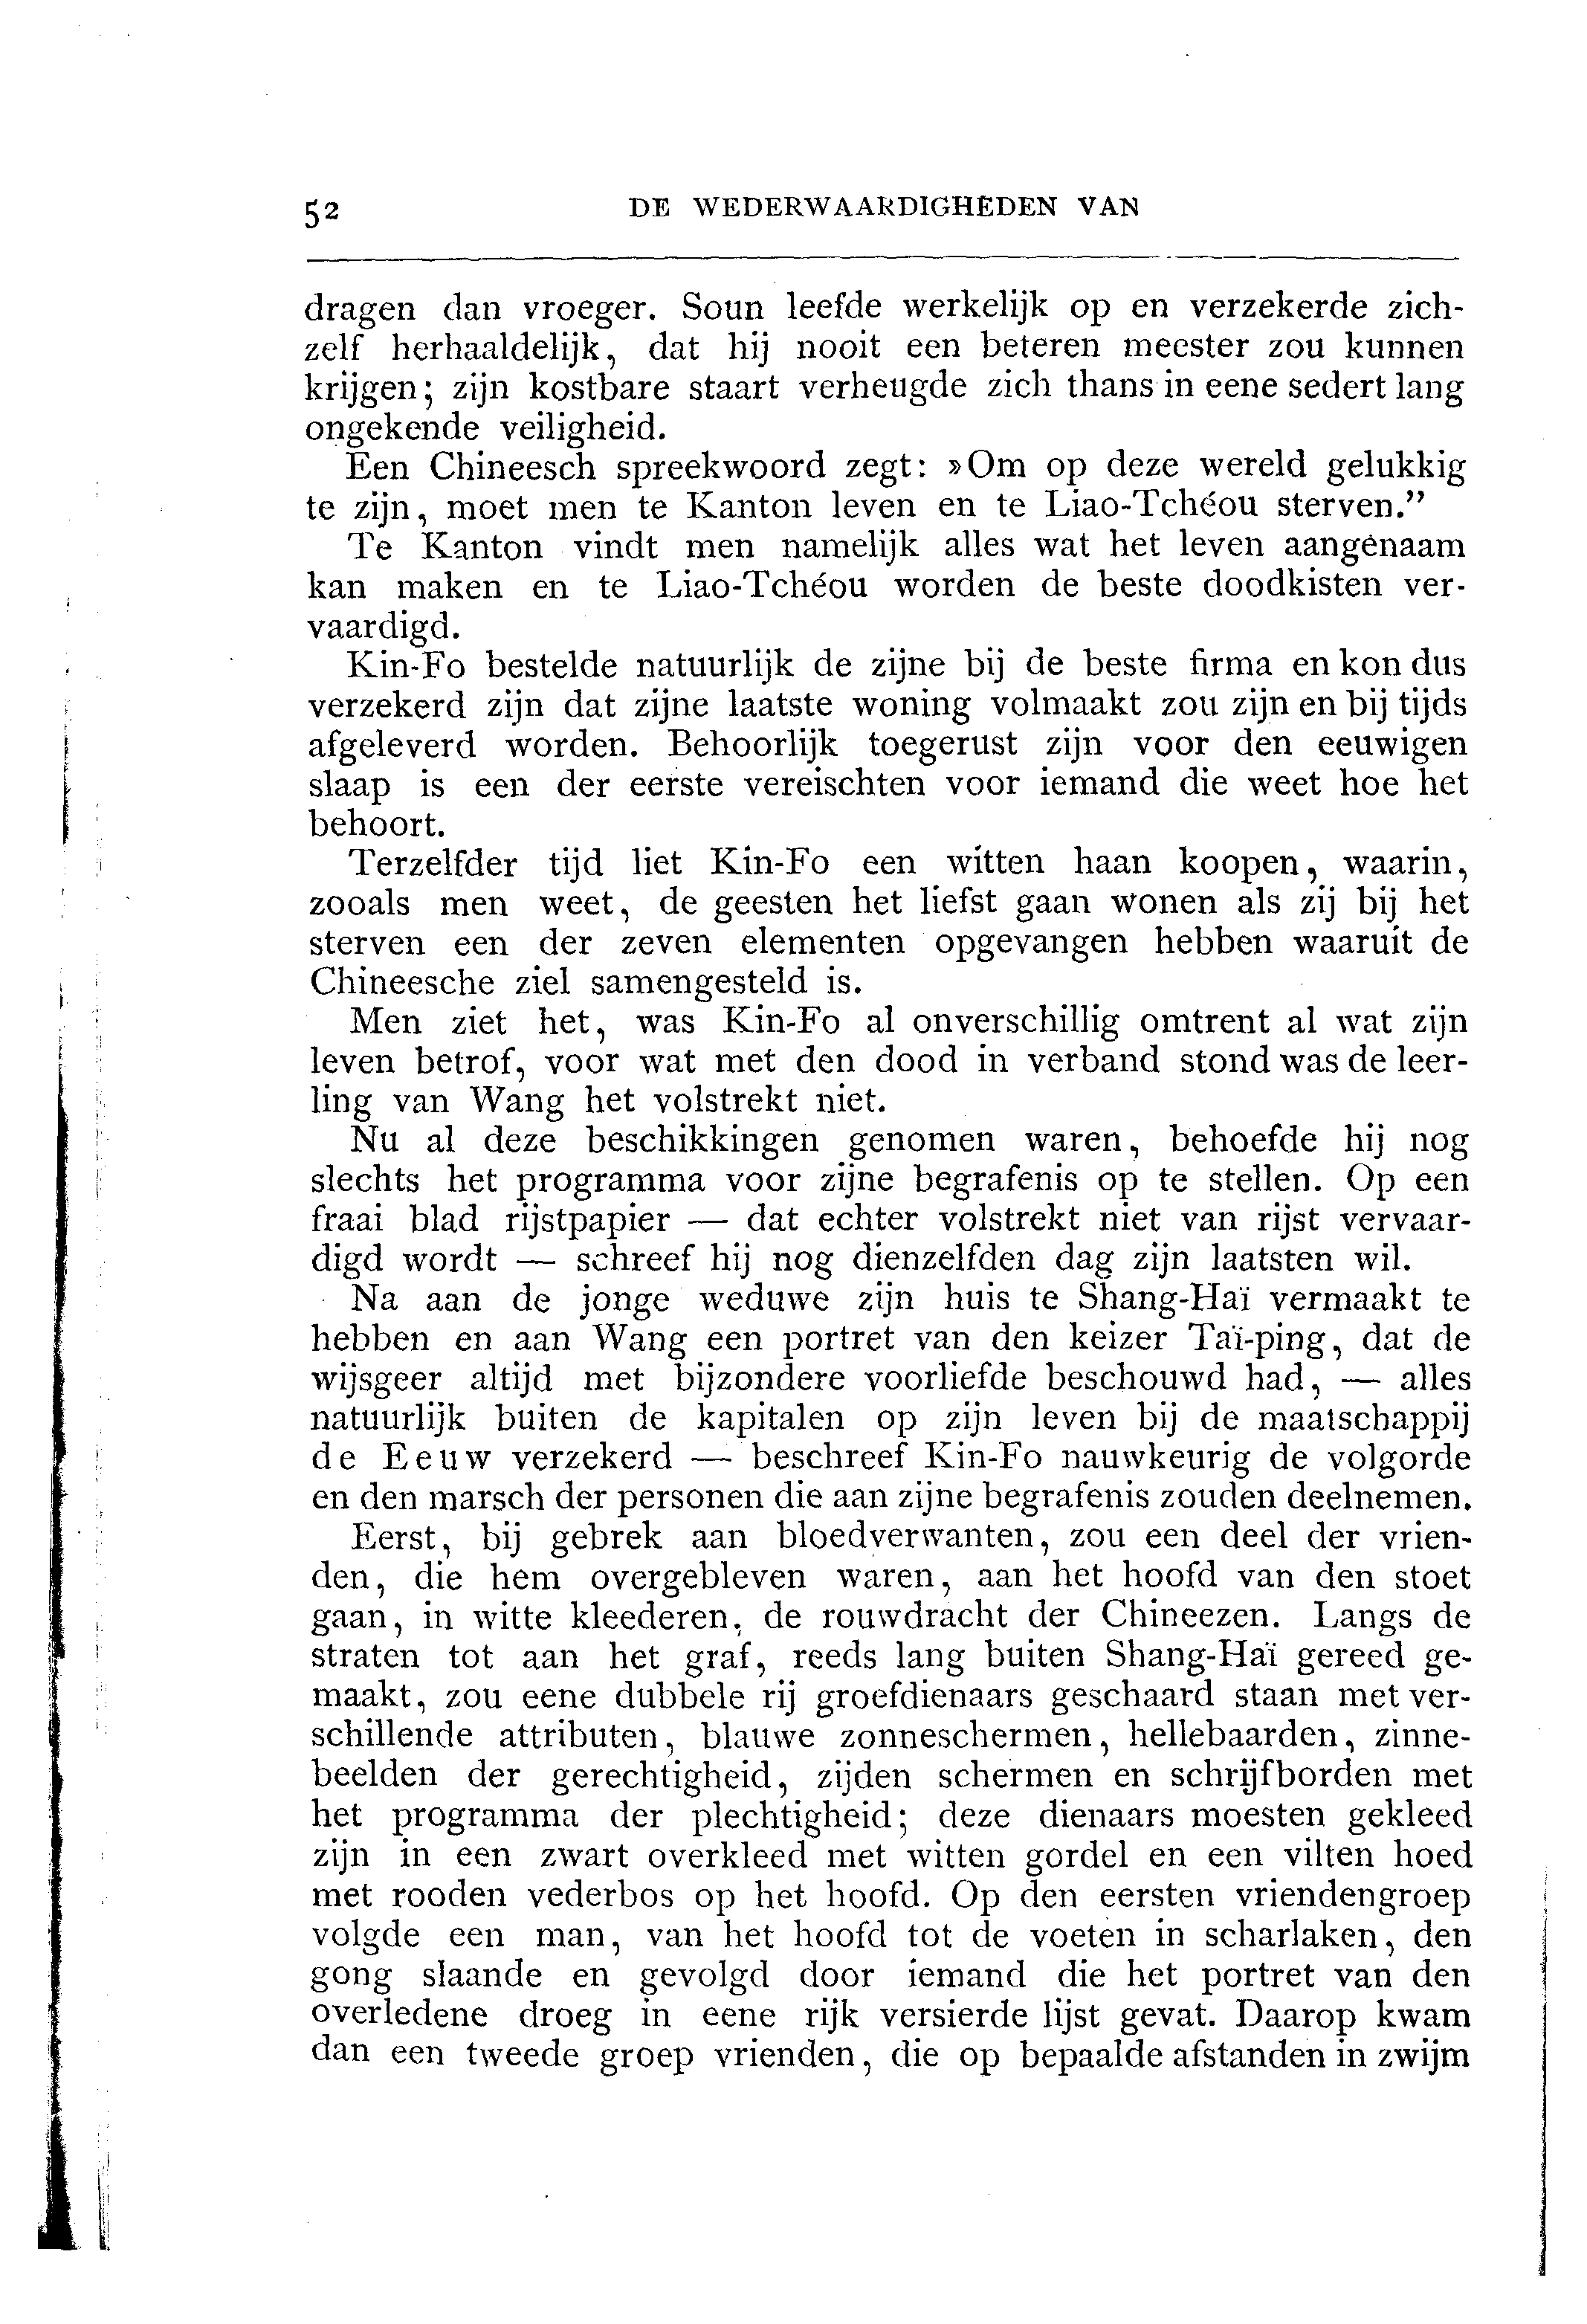 52 DE WEDERWAARDIGHEDEN VAN
dragen dan vroeger. Soun leefde werkelijk op en verzekerde zich-
zelf herhaaldelijk, dat hij nooit een beteren meester zou kunnen
krijgen; zijn kostbare staart verheugde zich thans in eene sedert lang
ongekende veiligheid.
Een Chineesch spreekwoord zegt: »Om op deze wereld gelukkig
te zijn, moet men te Kanton leven en te Liao-Tchéou sterven.”
Te Kanton vindt men namelijk alles wat het leven aangenaam
kan maken en te Liao-Tchéou worden de beste doodkisten ver-
vaardigd.
Kin-Fo bestelde natuurlijk de zijne bij de beste firma en kon dus
verzekerd zijn dat zijne laatste woning volmaakt zou zijn en bij tijds
afgeleverd worden. Behoorlijk toegerust zijn voor den eeuwigen
slaap is een der eerste vereischten voor iemand die weet hoe het
behoort.
Terzelfder tijd liet Kin-Fo een witten haan koopen, waarin,
zooals men weet, de geesten het liefst gaan wonen als zij bij het
sterven een der zeven elementen opgevangen hebben waaruit de
Chineesche ziel samengesteld is.
Men ziet het, was Kin-Fo al onverschillig omtrent al wat zijn
leven betrof, voor wat met den dood in verband stond was de leer-
ling van Wang het volstrekt niet.
Nu al deze beschikkingen genomen waren, behoefde hij nog
slechts het programma voor zijne begrafenis op te stellen. Op een
fraai blad rijstpapier — dat echter volstrekt niet van rijst vervaar-
digd wordt — schreef hij nog dienzelfden dag zijn laatsten wil.
Na aan de jonge weduwe zijn huis te Shang-Haï vermaakt te
hebben en aan Wang een portret van den keizer Taï-ping, dat de
wijsgeer altijd met bijzondere voorliefde beschouwd had, — alles
natuurlijk buiten de kapitalen op zijn leven bij de maatschappij
de Eeuw verzekerd — beschreef Kin-Fo nauwkeurig de volgorde
en den marsch der personen die aan zijne begrafenis zouden deelnemen.
Eerst, bij gebrek aan bloedverwanten, zou een deel der vrien-
den, die hem overgebleven waren, aan het hoofd van den stoet
gaan, in witte kleederen, de rouwdracht der Chineezen. Langs de
straten tot aan het graf, reeds lang buiten Shang-Haï gereed ge-
maakt, zou eene dubbele rij groefdienaars geschaard staan met ver-
schillende attributen, blauwe zonneschermen, hellebaarden, zinne-
beelden der gerechtigheid, zijden schermen en schrijfborden met
het programma der plechtigheid; deze dienaars moesten gekleed
zijn in een zwart overkleed met witten gordel en een vilten hoed
met rooden vederbos op het hoofd. Op den eersten vriendengroep
volgde een man, van het hoofd tot de voeten in scharlaken, den
gong slaande en gevolgd door iemand die het portret van den
overledene droeg in eene rijk versierde lijst gevat. Daarop kwam
dan een tweede groep vrienden, die op bepaalde afstanden in zwijm